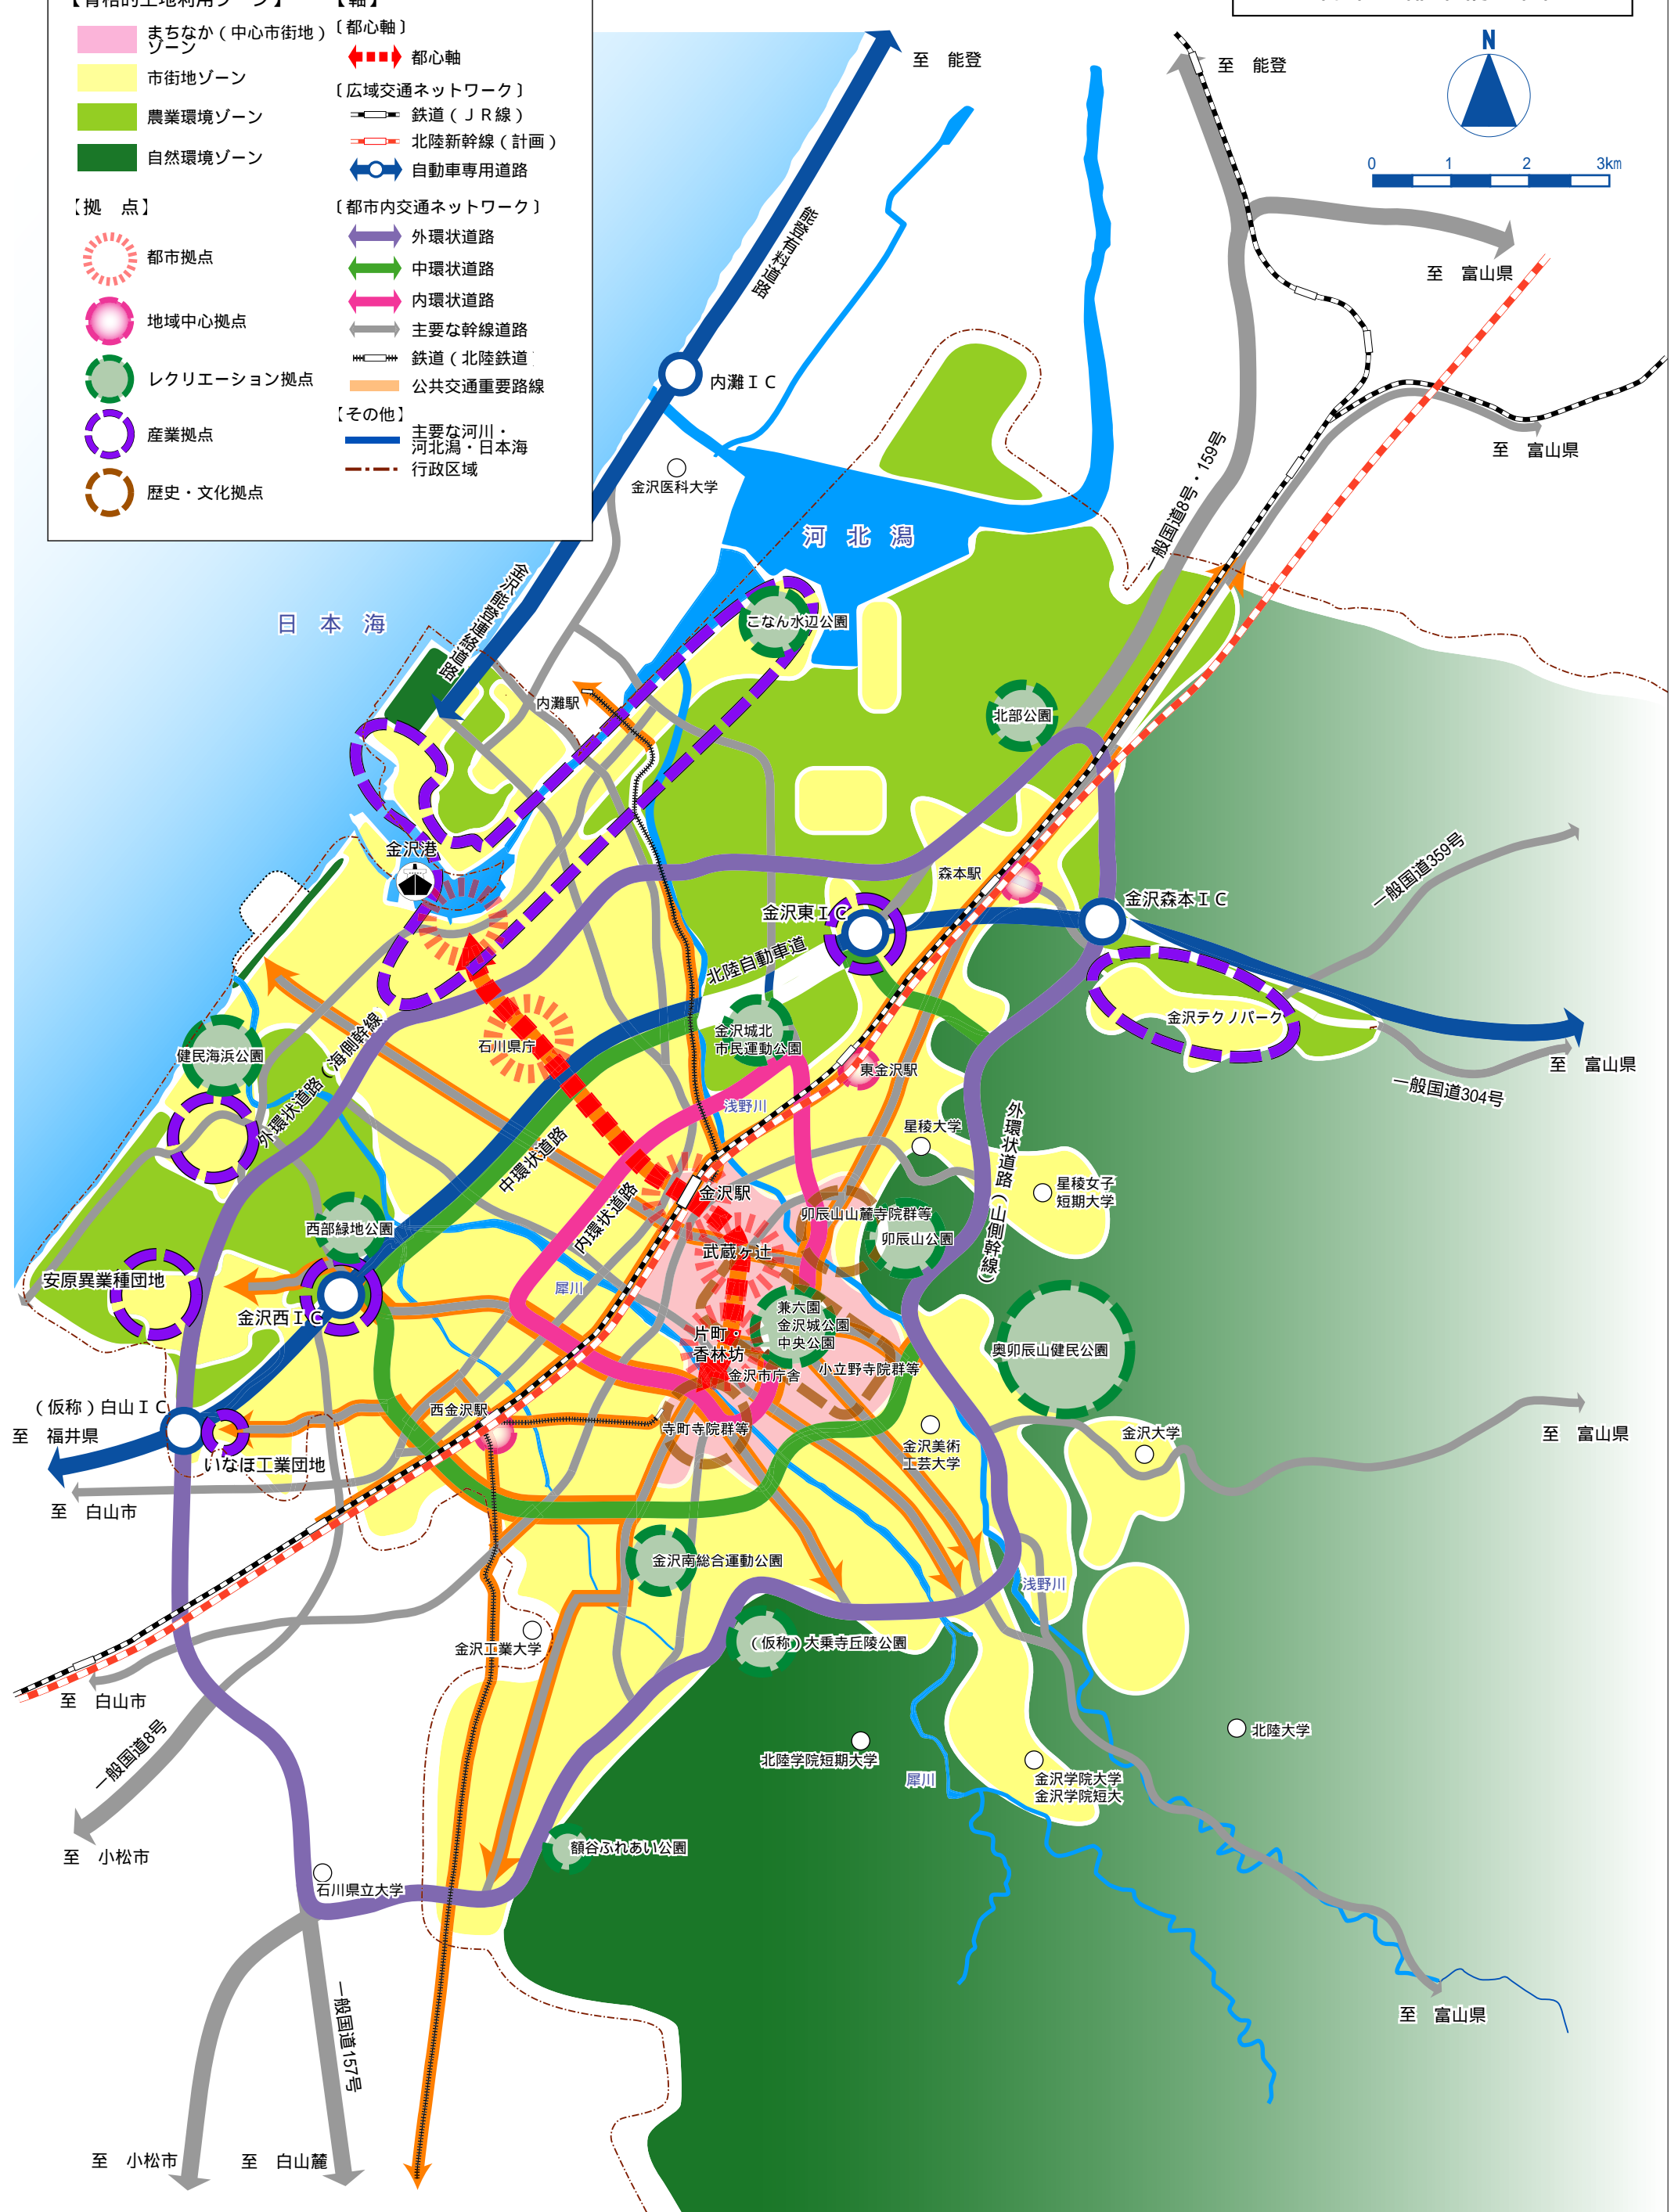 【骨格的土地利用ゾーン】
まちなか（中心市街地）
ゾーン
市街地ゾーン
農業環境ゾーン
自然環境ゾーン
【拠　点】
都市拠点
地域中心拠点
レクリエーション拠点
産業拠点
歴史・文化拠点
【軸】
〔都心軸〕
都心軸
〔広域交通ネットワーク〕
鉄道（ＪＲ線）
北陸新幹線（計画）
自動車専用道路
〔都市内交通ネットワーク〕
外環状道路
中環状道路
内環状道路
主要な幹線道路
鉄道（北陸鉄道
公共交通重要路線
【その他】
主要な河川・
河北潟・日本海
行政区域
N
0 1 2 3km
至　能登
至　能登
至　富山県
至　富山県
能登有料道路
内灘ＩＣ
金沢医科大学
一般国道8号・159号
河　北　潟
日　本　海
金沢能登連絡道路
こなん水辺公園
内灘駅
北部公園
金沢港
森本駅
金沢東ＩＣ
金沢森本ＩＣ
一般国道359号
北陸自動車道
金沢テクノパーク
石川県庁
金沢城北
市民運動公園
健民海浜公園
外環状道路（海側幹線
東金沢駅
至　富山県
一般国道304号
浅野川
星稜大学
外環状道路（山側幹線）
中環状道路
星稜女子
短期大学
金沢駅
内環状道路
西部緑地公園
卯辰山山麓寺院群等
卯辰山公園
武蔵ヶ辻
安原異業種団地
犀川
金沢西ＩＣ
兼六園
金沢城公園
中央公園
片町・
香林坊
奥卯辰山健民公園
金沢市庁舎
小立野寺院群等
（仮称）白山ＩＣ
西金沢駅
至　福井県
寺町寺院群等
金沢美術
工芸大学
金沢大学
至　富山県
いなほ工業団地
至　白山市
金沢南総合運動公園
浅野川
金沢工業大学
（仮称）大乗寺丘陵公園
至　白山市
一般国道8号
北陸大学
北陸学院短期大学
犀川
金沢学院大学
金沢学院短大
額谷ふれあい公園
至　小松市
石川県立大学
一般国道157号
至　富山県
至　小松市
至　白山麓